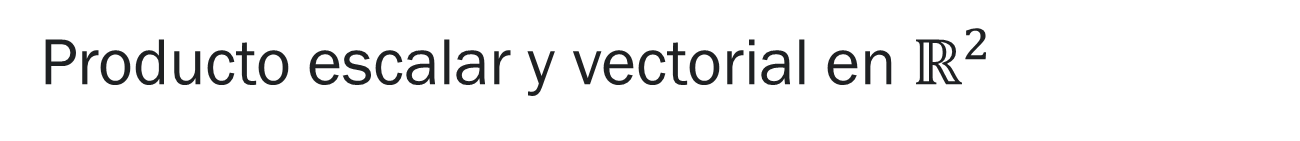 Producto escalar y vectorial en ℝ²